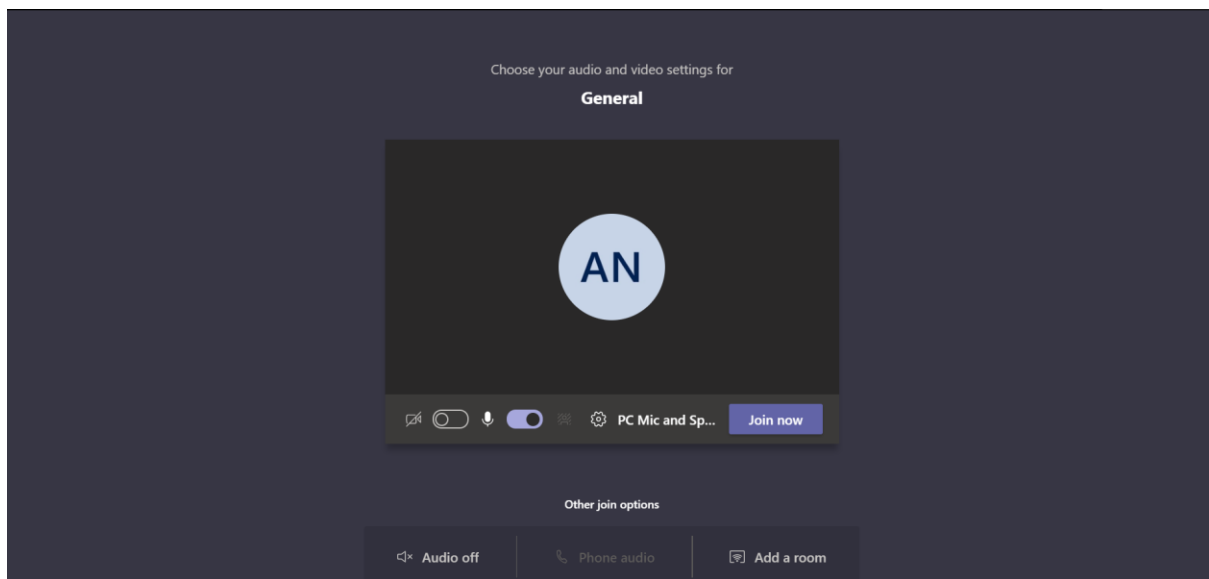 Choose your audio and video settings for
General
AN
PC Mic and Sp... Join now
Other join options
Audio off Phone audio Add a room